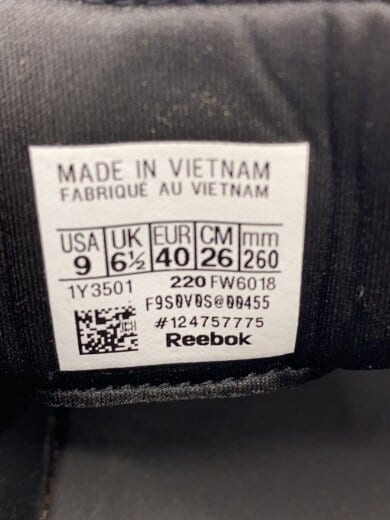 MADE IN VIETNAM
FABRIQUÉ AU VIETNAM
USA UK EUR CM mm
9 6½ 40 26 260
1Y3501 220 FW6018
F9S0V0S@00455
#124757775
Reebok